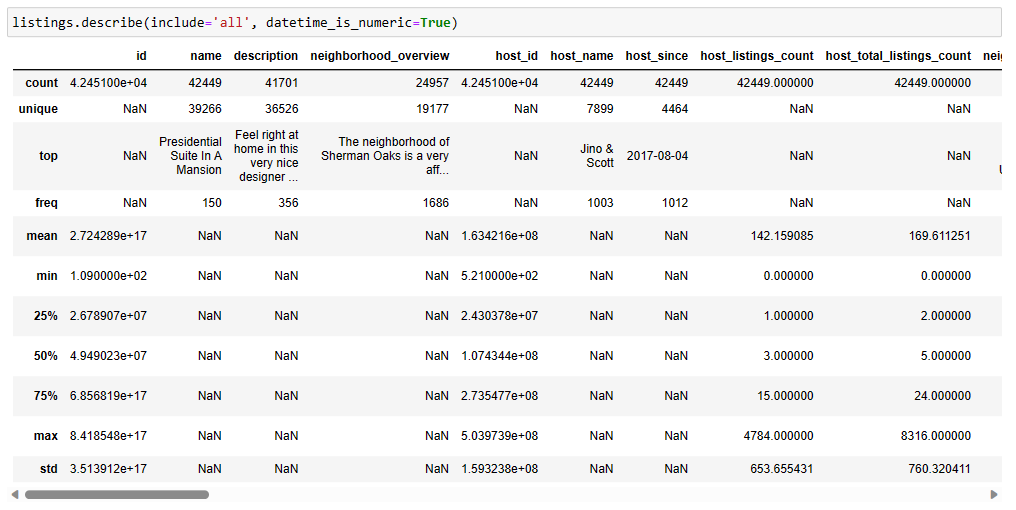 listings.describe(include='all', datetime_is_numeric=True)
id name description neighborhood_overview host_id host_name host_since host_listings_count host_total_listings_count nei
count 4.245100e+04 42449 41701 24957 4.245100e+04 42449 42449 42449.000000 42449.000000
unique NaN 39266 36526 19177 NaN 7899 4464 NaN NaN
top NaN Presidential Suite In A Mansion Feel right at home in this very nice designer ... The neighborhood of Sherman Oaks is a very aff... NaN Jino & Scott 2017-08-04 NaN NaN
freq NaN 150 356 1686 NaN 1003 1012 NaN NaN
mean 2.724289e+17 NaN NaN NaN 1.634216e+08 NaN NaN 142.159085 169.611251
min 1.090000e+02 NaN NaN NaN 5.210000e+02 NaN NaN 0.000000 0.000000
25% 2.678907e+07 NaN NaN NaN 2.430378e+07 NaN NaN 1.000000 2.000000
50% 4.949023e+07 NaN NaN NaN 1.074344e+08 NaN NaN 3.000000 5.000000
75% 6.856819e+17 NaN NaN NaN 2.735477e+08 NaN NaN 15.000000 24.000000
max 8.418548e+17 NaN NaN NaN 5.039739e+08 NaN NaN 4784.000000 8316.000000
std 3.513912e+17 NaN NaN NaN 1.593238e+08 NaN NaN 653.655431 760.320411